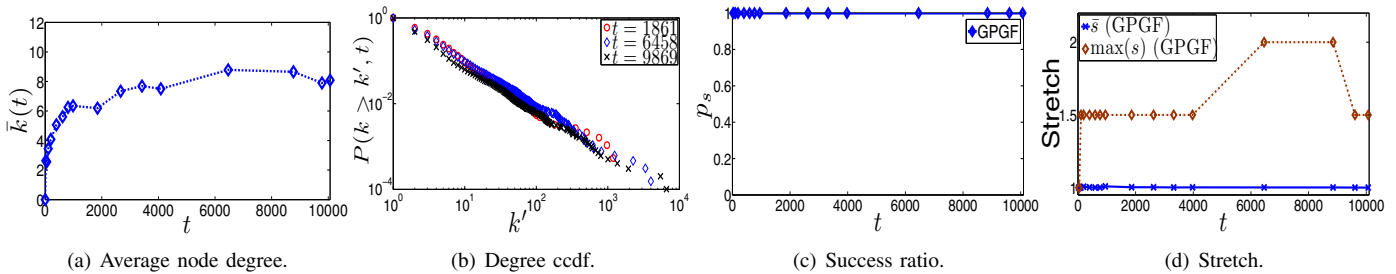 12
10
8
6
4
2
0
0 2000 4000 6000 8000 10000
k̄(t)
t
(a) Average node degree.
10^0
10^-2
10^-4
10^0 10^1 10^2 10^3 10^4
P(k > k′, t)
k′
t = 1861
t = 6458
t = 9869
(b) Degree ccdf.
1
0.8
0.6
0.4
0.2
0
0 2000 4000 6000 8000 10000
p_s
t
GPGF
(c) Success ratio.
2
1.5
1
0 2000 4000 6000 8000 10000
Stretch
t
s̄ (GPGF)
max(s) (GPGF)
(d) Stretch.